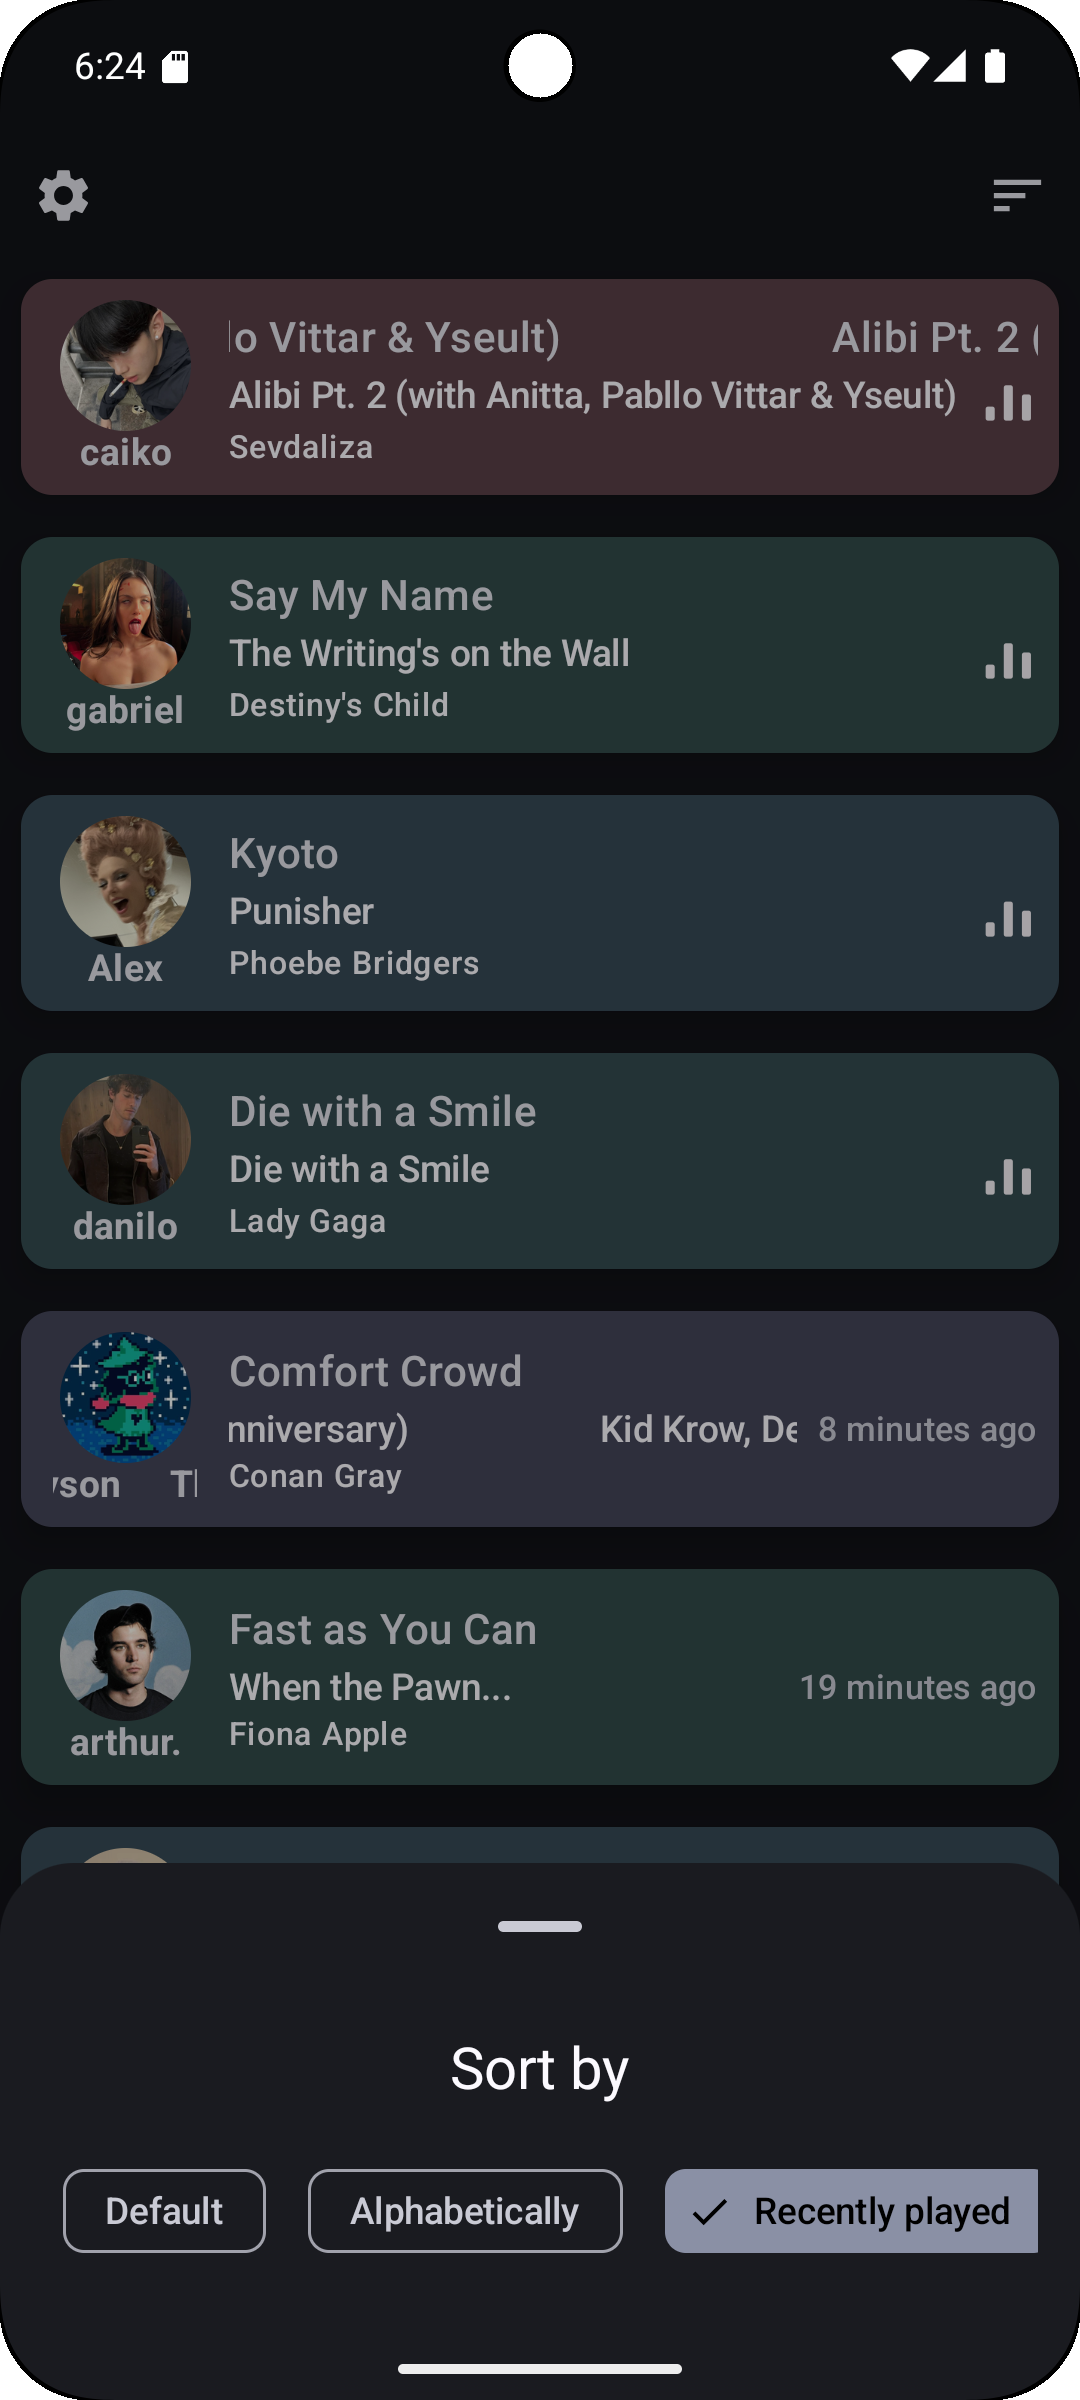 6:24
lo Vittar & Yseult) Alibi Pt. 2 (
Alibi Pt. 2 (with Anitta, Pabllo Vittar & Yseult)
Sevdaliza
caiko
Say My Name
The Writing's on the Wall
Destiny's Child
gabriel
Kyoto
Punisher
Phoebe Bridgers
Alex
Die with a Smile
Die with a Smile
Lady Gaga
danilo
Comfort Crowd
nniversary) Kid Krow, De 8 minutes ago
Conan Gray
yson Th
Fast as You Can
When the Pawn... 19 minutes ago
Fiona Apple
arthur.
Sort by
Default Alphabetically Recently played